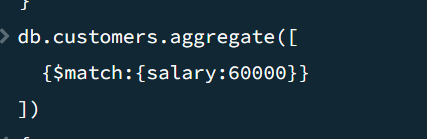 }
> db.customers.aggregate([
{$match:{salary:60000}}
])